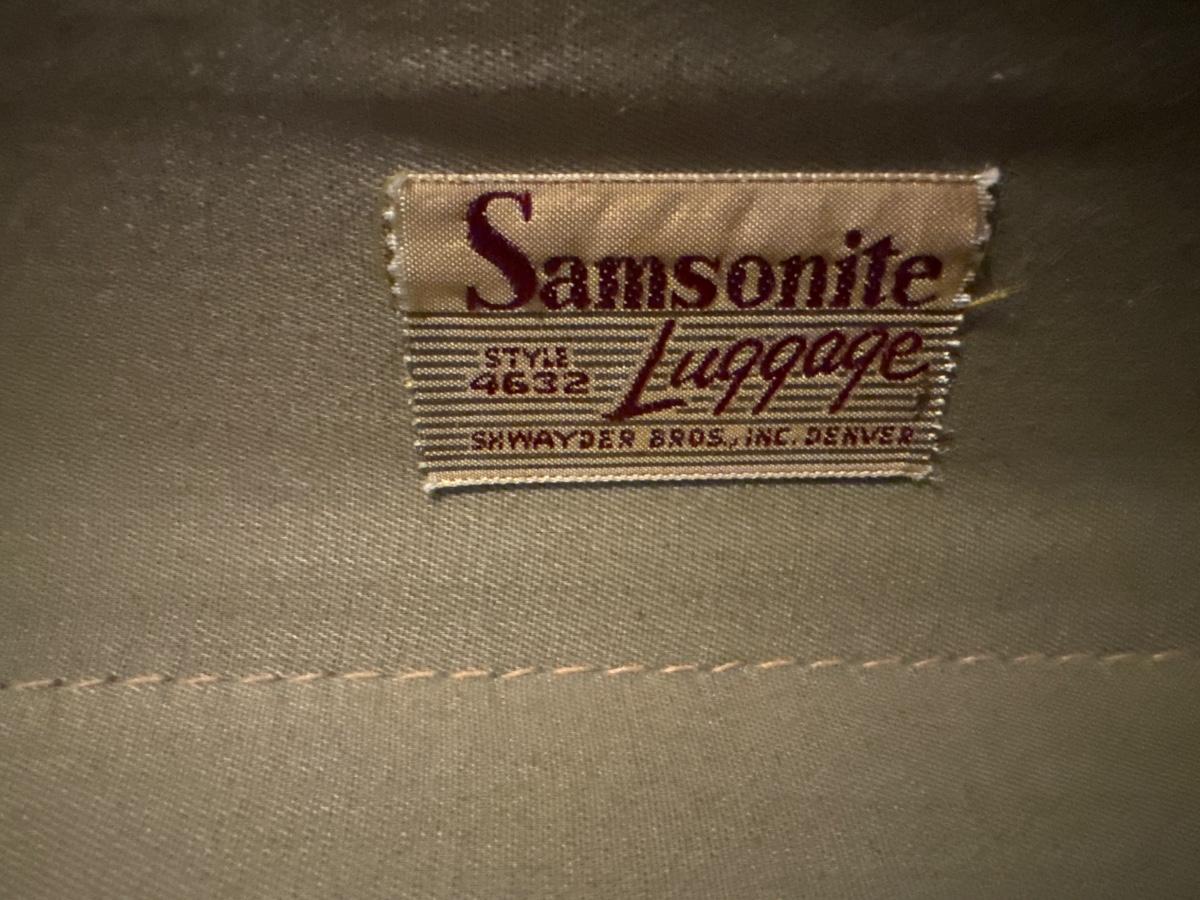 Samsonite
Luggage
STYLE
4632
SHWAYDER BROS., INC. DENVER